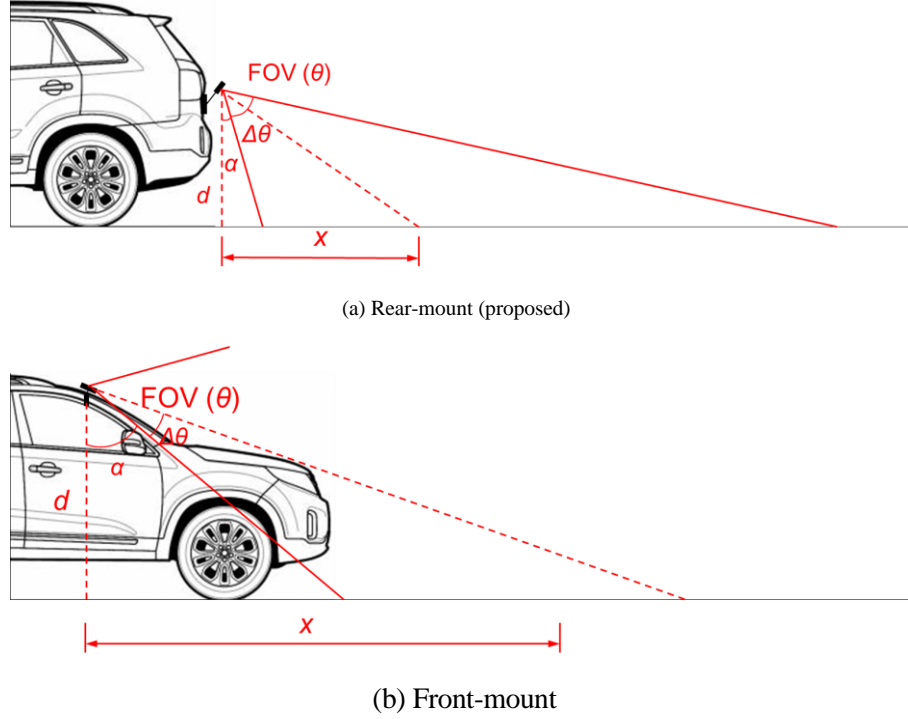 FOV (θ)
Δθ
α
d
x
(a) Rear-mount (proposed)
FOV (θ)
Δθ
α
d
x
(b) Front-mount